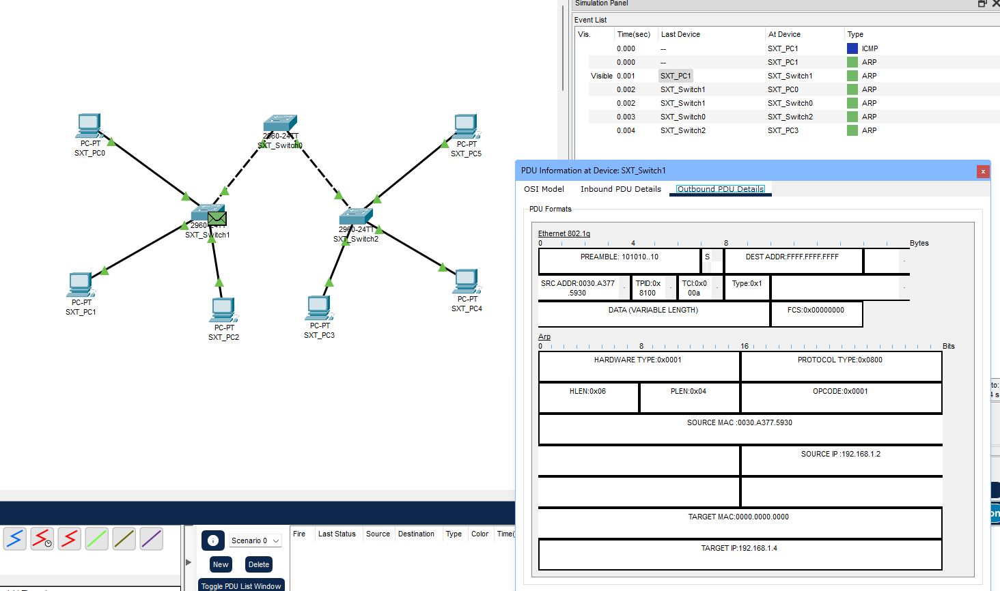 Simulation Panel
Event List
Vis. Time(sec) Last Device At Device Type
0.000 -- SXT_PC1 ICMP
0.000 -- SXT_PC1 ARP
Visible 0.001 SXT_PC1 SXT_Switch1 ARP
0.002 SXT_Switch1 SXT_PC0 ARP
0.002 SXT_Switch1 SXT_Switch0 ARP
0.003 SXT_Switch0 SXT_Switch2 ARP
0.004 SXT_Switch2 SXT_PC3 ARP
PC-PT
SXT_PC0
2960-24TT
SXT_Switch0
PC-PT
SXT_PC5
2960-24TT
SXT_Switch1
2960-24TT
SXT_Switch2
PC-PT
SXT_PC1
PC-PT
SXT_PC2
PC-PT
SXT_PC3
PC-PT
SXT_PC4
PDU Information at Device: SXT_Switch1
x
OSI Model Inbound PDU Details Outbound PDU Details
PDU Formats
Ethernet 802.1q
0 4 8 Bytes
PREAMBLE: 101010..10 S DEST ADDR:FFFF.FFFF.FFFF
SRC ADDR:0030.A377
.5930
TPID:0x
8100
TCI:0x0
00a
Type:0x1
DATA (VARIABLE LENGTH) FCS:0x00000000
Arp
0 8 16 Bits
HARDWARE TYPE:0x0001 PROTOCOL TYPE:0x0800
HLEN:0x06 PLEN:0x04 OPCODE:0x0001
SOURCE MAC :0030.A377.5930
SOURCE IP :192.168.1.2
TARGET MAC:0000.0000.0000
TARGET IP:192.168.1.4
to:
s
on
Scenario 0
New Delete
Toggle PDU List Window
Fire Last Status Source Destination Type Color Time(